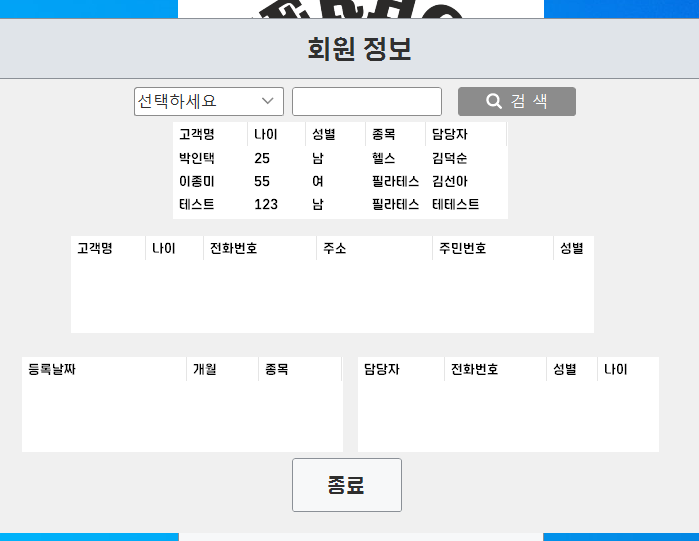 회원 정보
선택하세요 검 색
고객명 나이 성별 종목 담당자
박인택 25 남 헬스 김덕순
이종미 55 여 필라테스 김선아
테스트 123 남 필라테스 테테스트
고객명 나이 전화번호 주소 주민번호 성별
등록날짜 개월 종목 담당자 전화번호 성별 나이
종료